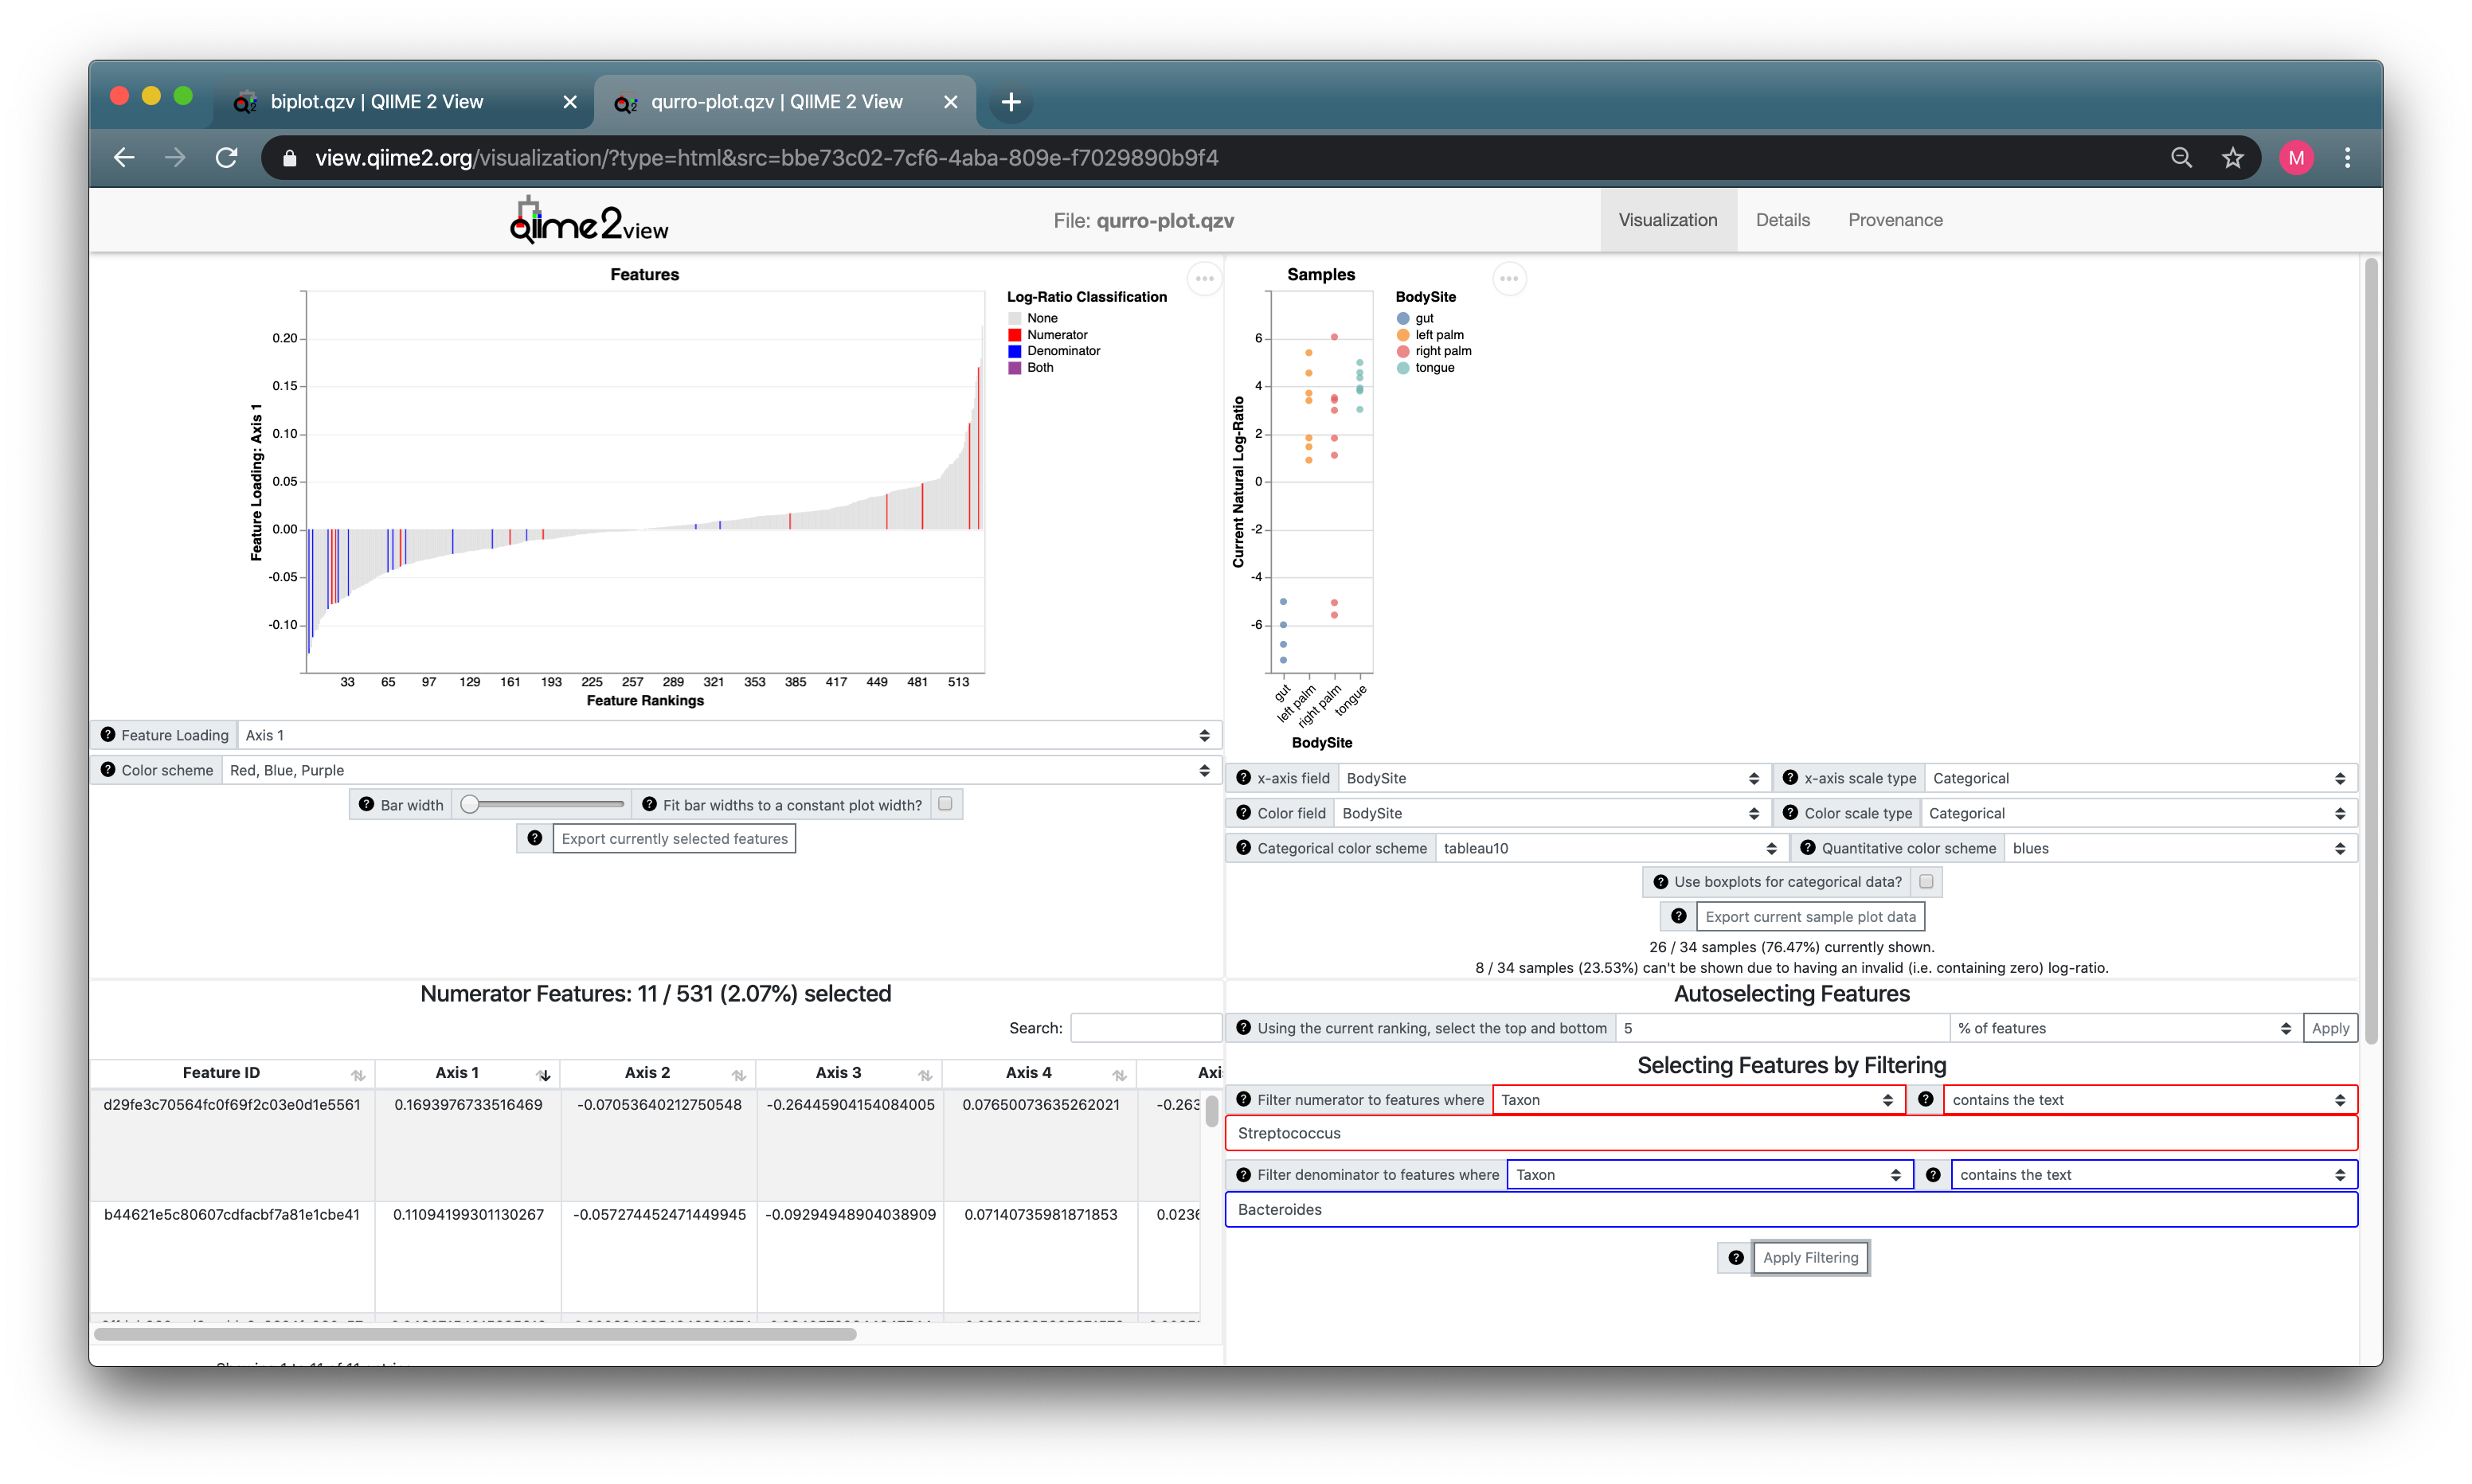 biplot.qzv | QIIME 2 View
qurro-plot.qzv | QIIME 2 View
view.qiime2.org/visualization/?type=html&src=bbe73c02-7cf6-4aba-809e-f7029890b9f4
M
qiime2view
File: qurro-plot.qzv
Visualization
Details
Provenance
Features
Feature Loading: Axis 1
0.20
0.15
0.10
0.05
0.00
-0.05
-0.10
33 65 97 129 161 193 225 257 289 321 353 385 417 449 481 513
Feature Rankings
Log-Ratio Classification
None
Numerator
Denominator
Both
Samples
Current Natural Log-Ratio
6
4
2
0
-2
-4
-6
gut
left palm
right palm
tongue
BodySite
BodySite
gut
left palm
right palm
tongue
? Feature Loading Axis 1
? Color scheme Red, Blue, Purple
? Bar width ? Fit bar widths to a constant plot width?
? Export currently selected features
? x-axis field BodySite ? x-axis scale type Categorical
? Color field BodySite ? Color scale type Categorical
? Categorical color scheme tableau10 ? Quantitative color scheme blues
? Use boxplots for categorical data?
? Export current sample plot data
26 / 34 samples (76.47%) currently shown.
8 / 34 samples (23.53%) can't be shown due to having an invalid (i.e. containing zero) log-ratio.
Numerator Features: 11 / 531 (2.07%) selected
Search:
Feature ID Axis 1 Axis 2 Axis 3 Axis 4 Axi
d29fe3c70564fc0f69f2c03e0d1e5561 0.1693976733516469 -0.07053640212750548 -0.26445904154084005 0.07650073635262021 -0.263
b44621e5c80607cdfacbf7a81e1cbe41 0.11094199301130267 -0.057274452471449945 -0.09294948904038909 0.07140735981871853 0.0236
Showing 1 to 11 of 11 entries
Autoselecting Features
? Using the current ranking, select the top and bottom 5 % of features Apply
Selecting Features by Filtering
? Filter numerator to features where Taxon ? contains the text
Streptococcus
? Filter denominator to features where Taxon ? contains the text
Bacteroides
? Apply Filtering